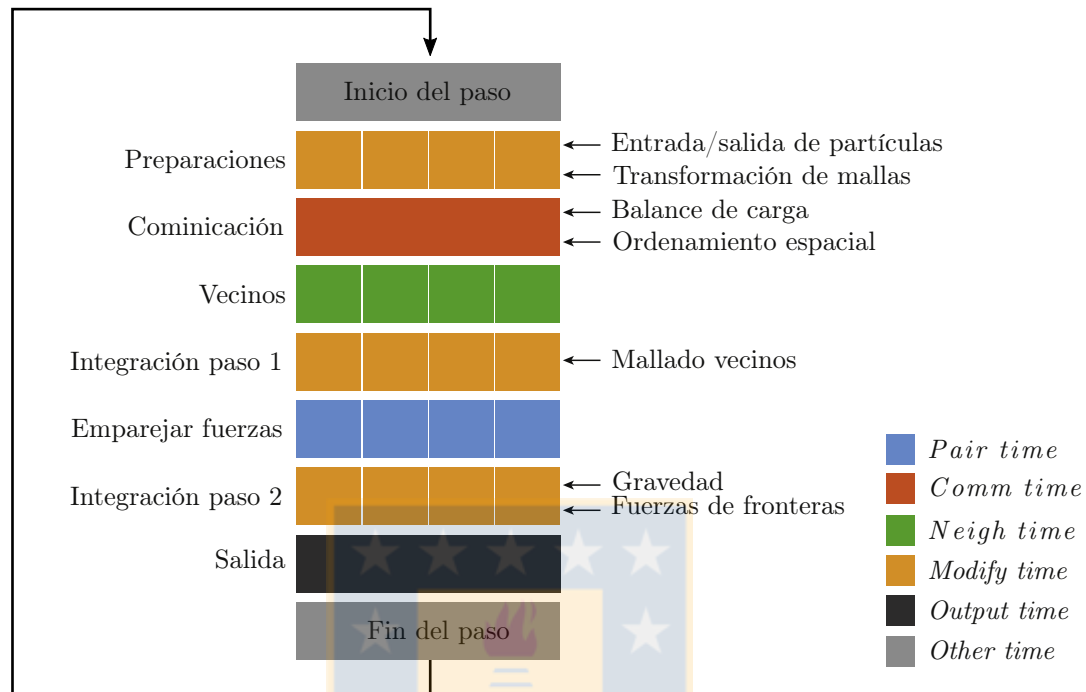 Inicio del paso
Preparaciones
Entrada/salida de partículas
Transformación de mallas
Cominicación
Balance de carga
Ordenamiento espacial
Vecinos
Integración paso 1
Mallado vecinos
Emparejar fuerzas
Integración paso 2
Gravedad
Fuerzas de fronteras
Salida
Fin del paso
Pair time
Comm time
Neigh time
Modify time
Output time
Other time